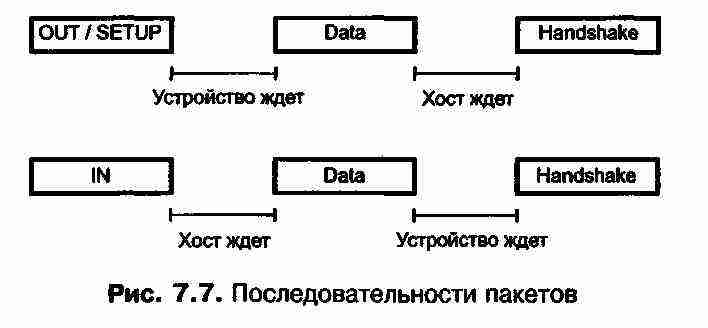 OUT / SETUP Data Handshake
Устройство ждет Хост ждет
IN Data Handshake
Хост ждет Устройство ждет
Рис. 7.7. Последовательности пакетов